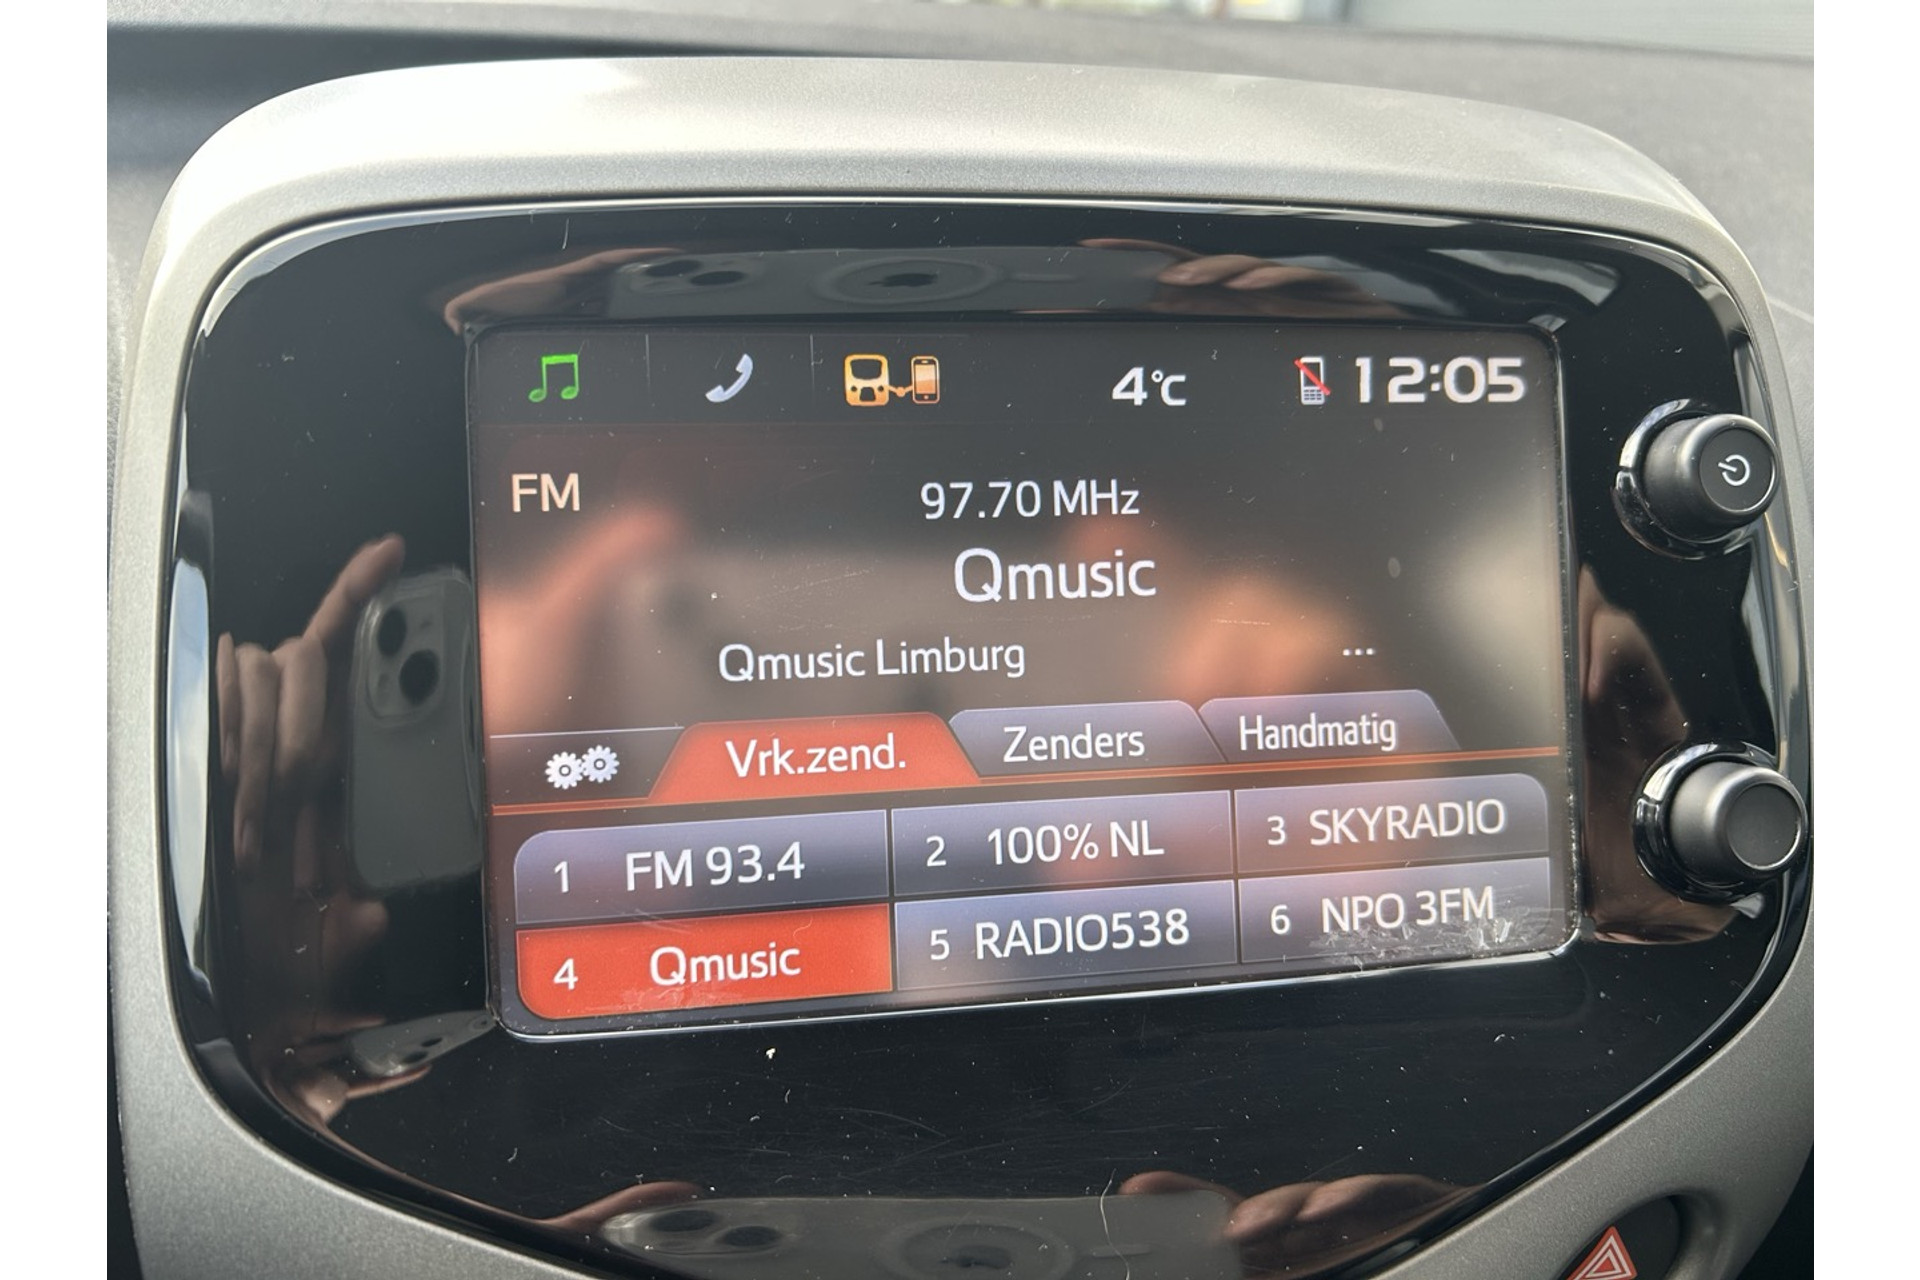 4°C 12:05
FM
97.70 MHz
Qmusic
Qmusic Limburg ...
Vrk.zend. Zenders Handmatig
1 FM 93.4 2 100% NL 3 SKYRADIO
4 Qmusic 5 RADIO538 6 NPO 3FM